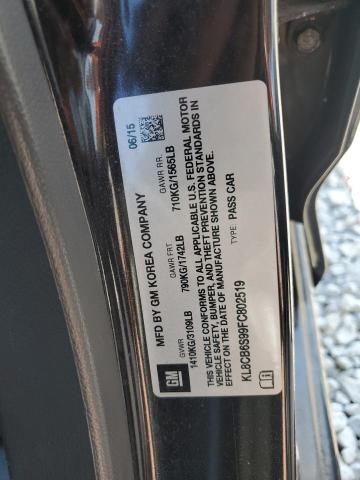 MFD BY GM KOREA COMPANY
06/15
GVWR
GAWR FRT
GAWR RR.
1410KG/3109LB
790KG/1742LB
710KG/1565LB
THIS VEHICLE CONFORMS TO ALL APPLICABLE U.S. FEDERAL MOTOR
VEHICLE SAFETY, BUMPER, AND THEFT PREVENTION STANDARDS IN
EFFECT ON THE DATE OF MANUFACTURE SHOWN ABOVE.
TYPE: PASS CAR
KL8CB6S99FC802519
GM